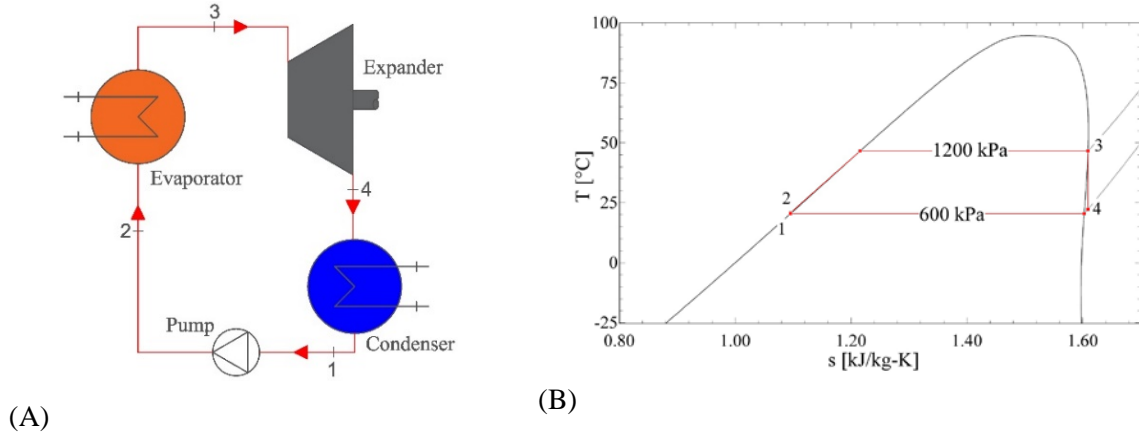 3
Expander
Evaporator
4
2
Pump
Condenser
1
(A)
100
75
50
25
0
-25
T [°C]
1200 kPa
3
2
600 kPa
4
1
0.80 1.00 1.20 1.40 1.60
s [kJ/kg-K]
(B)